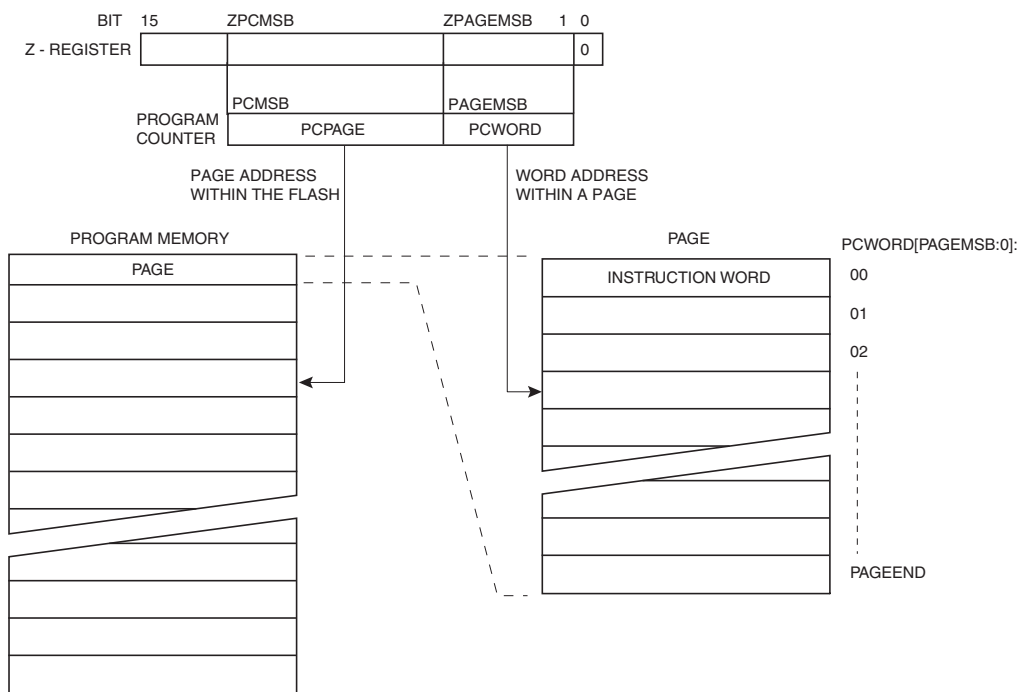 BIT 15 ZPCMSB ZPAGEMSB 1 0
Z - REGISTER 0
PCMSB PAGEMSB
PROGRAM
COUNTER
PCPAGE PCWORD
PAGE ADDRESS
WITHIN THE FLASH
WORD ADDRESS
WITHIN A PAGE
PROGRAM MEMORY
PAGE
PAGE
PCWORD[PAGEMSB:0]:
INSTRUCTION WORD
00
01
02
PAGEEND